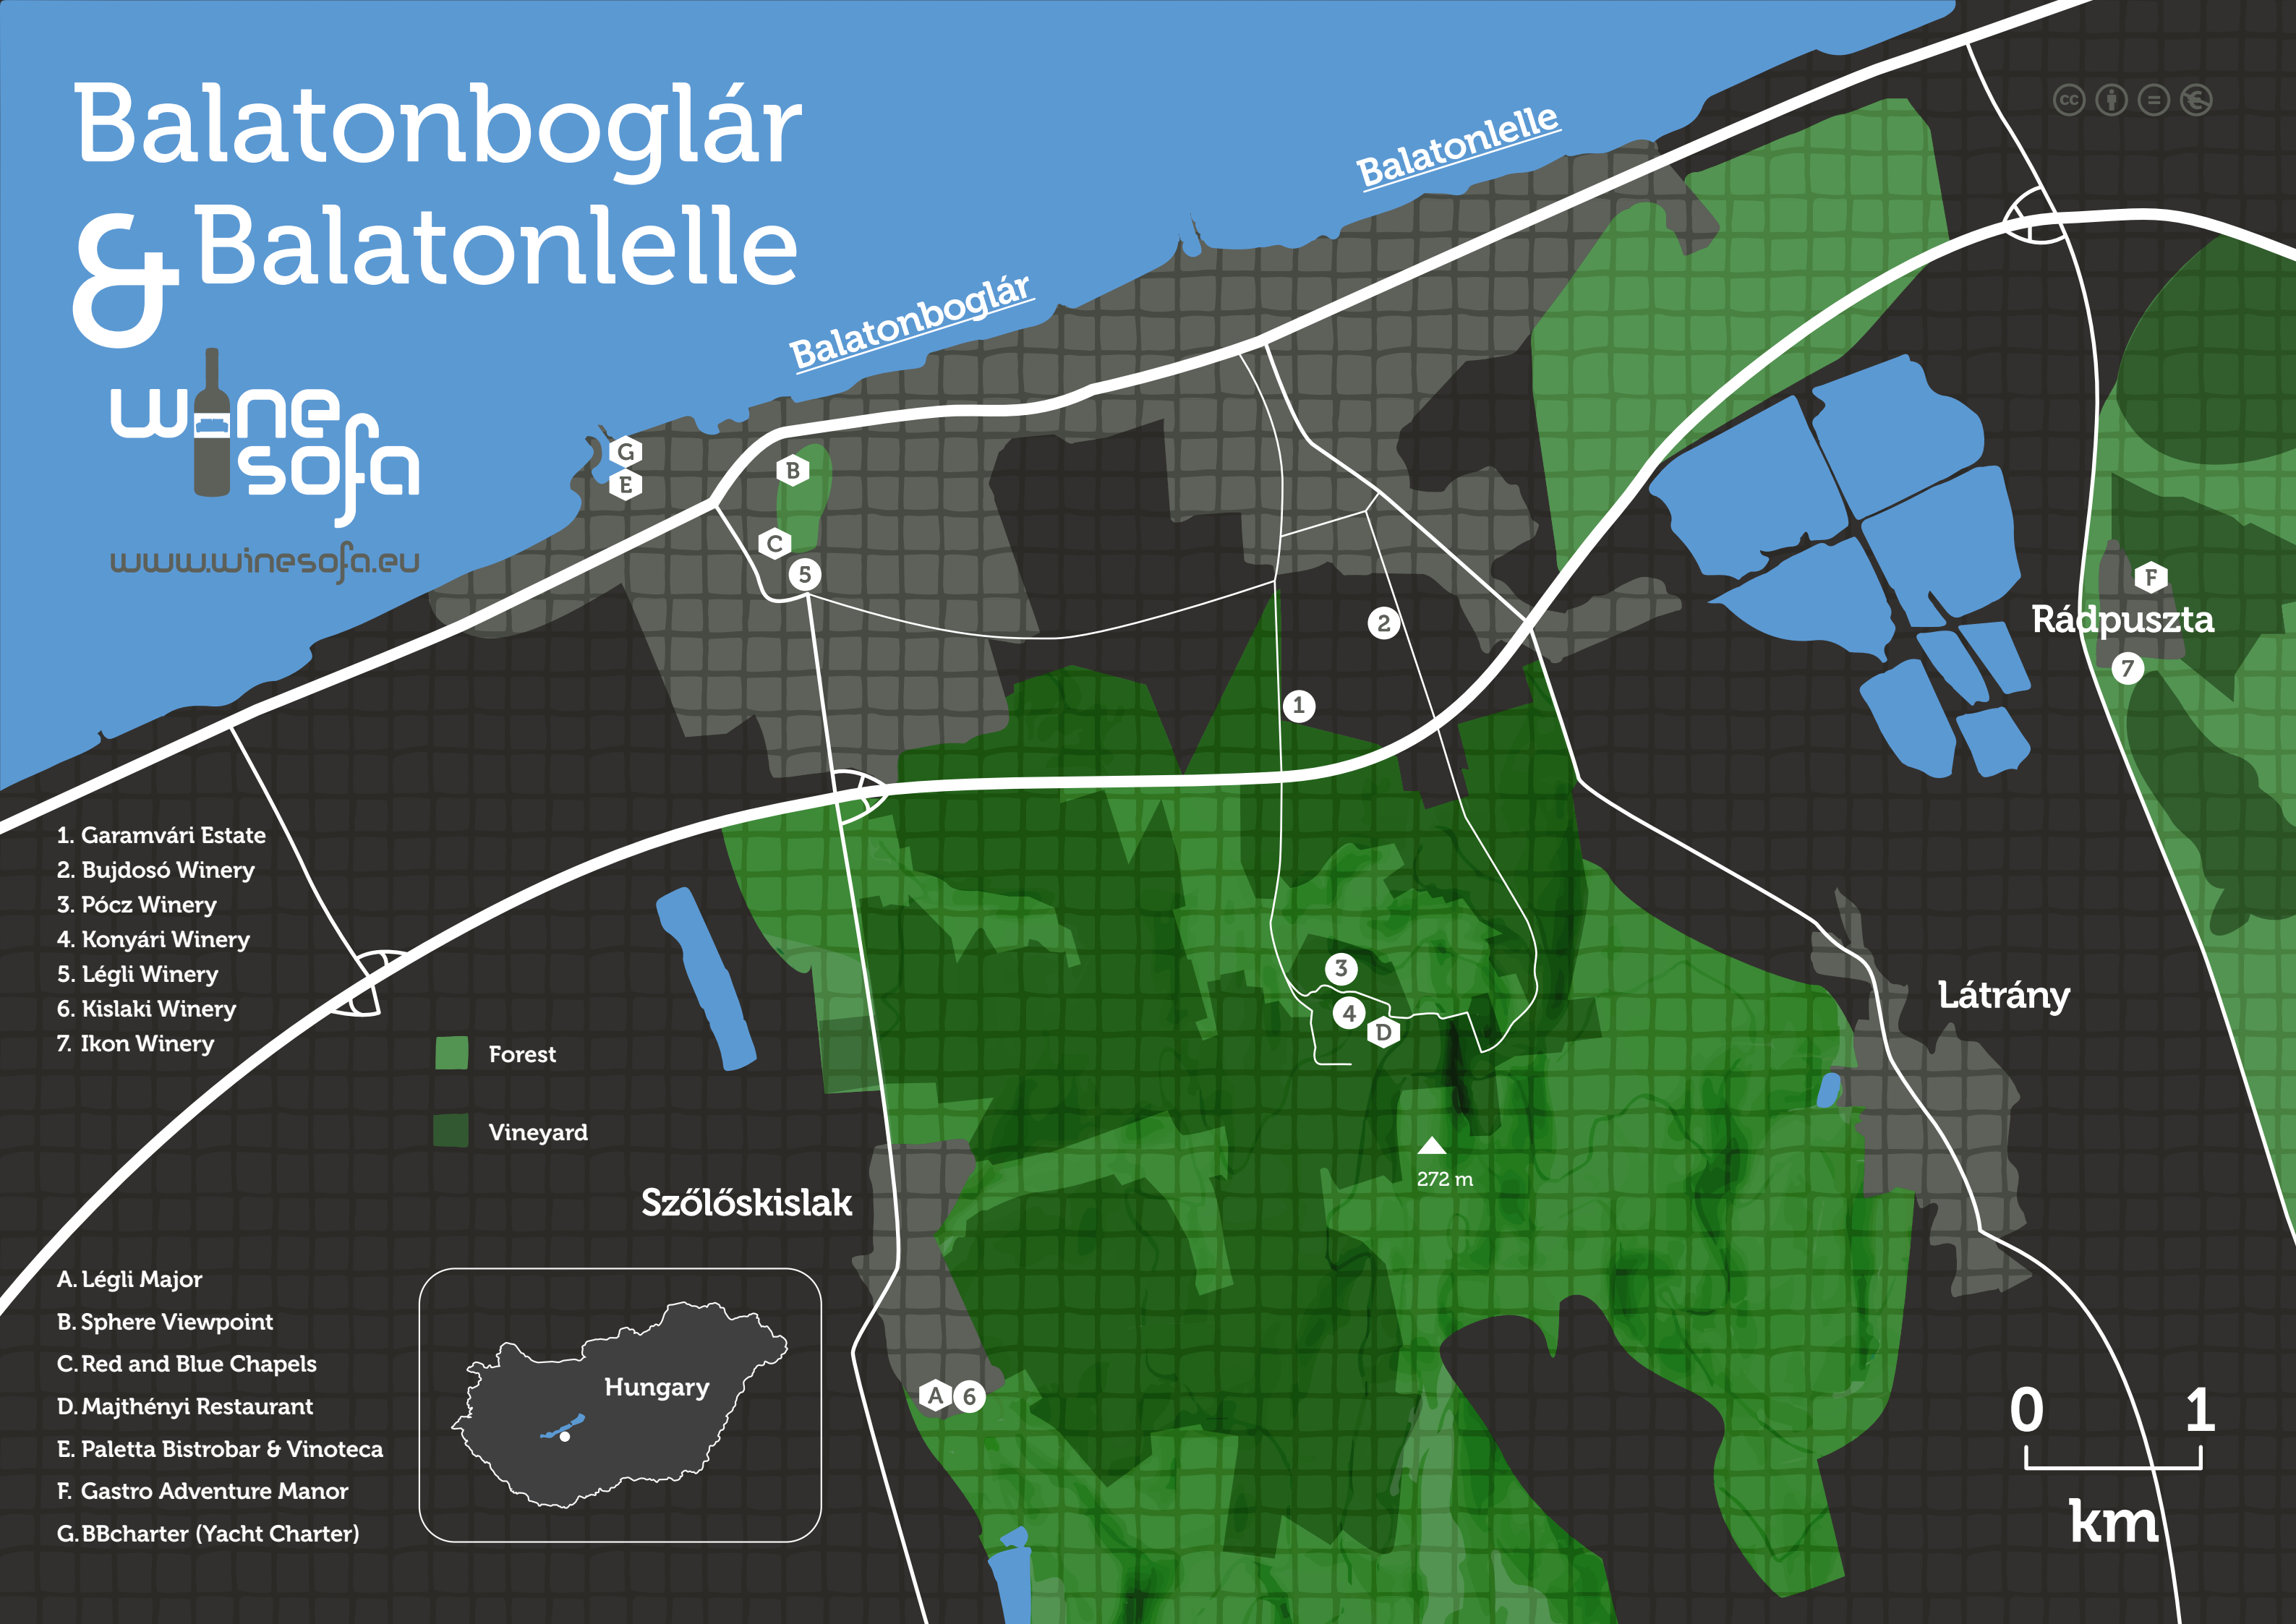 Balatonboglár
& Balatonlelle
wine
sofa
www.winesofa.eu
Balatonlelle
Balatonboglár
cc
G
E
B
C
5
2
1
F
Rádpuszta
7
1. Garamvári Estate
2. Bujdosó Winery
3. Pócz Winery
4. Konyári Winery
5. Légli Winery
6. Kislaki Winery
7. Ikon Winery
3
4
D
Látrány
Forest
Vineyard
272 m
Szőlőskislak
A. Légli Major
B. Sphere Viewpoint
C. Red and Blue Chapels
D. Majthényi Restaurant
E. Paletta Bistrobar & Vinoteca
F. Gastro Adventure Manor
G. BBcharter (Yacht Charter)
Hungary
A 6
0 1
km